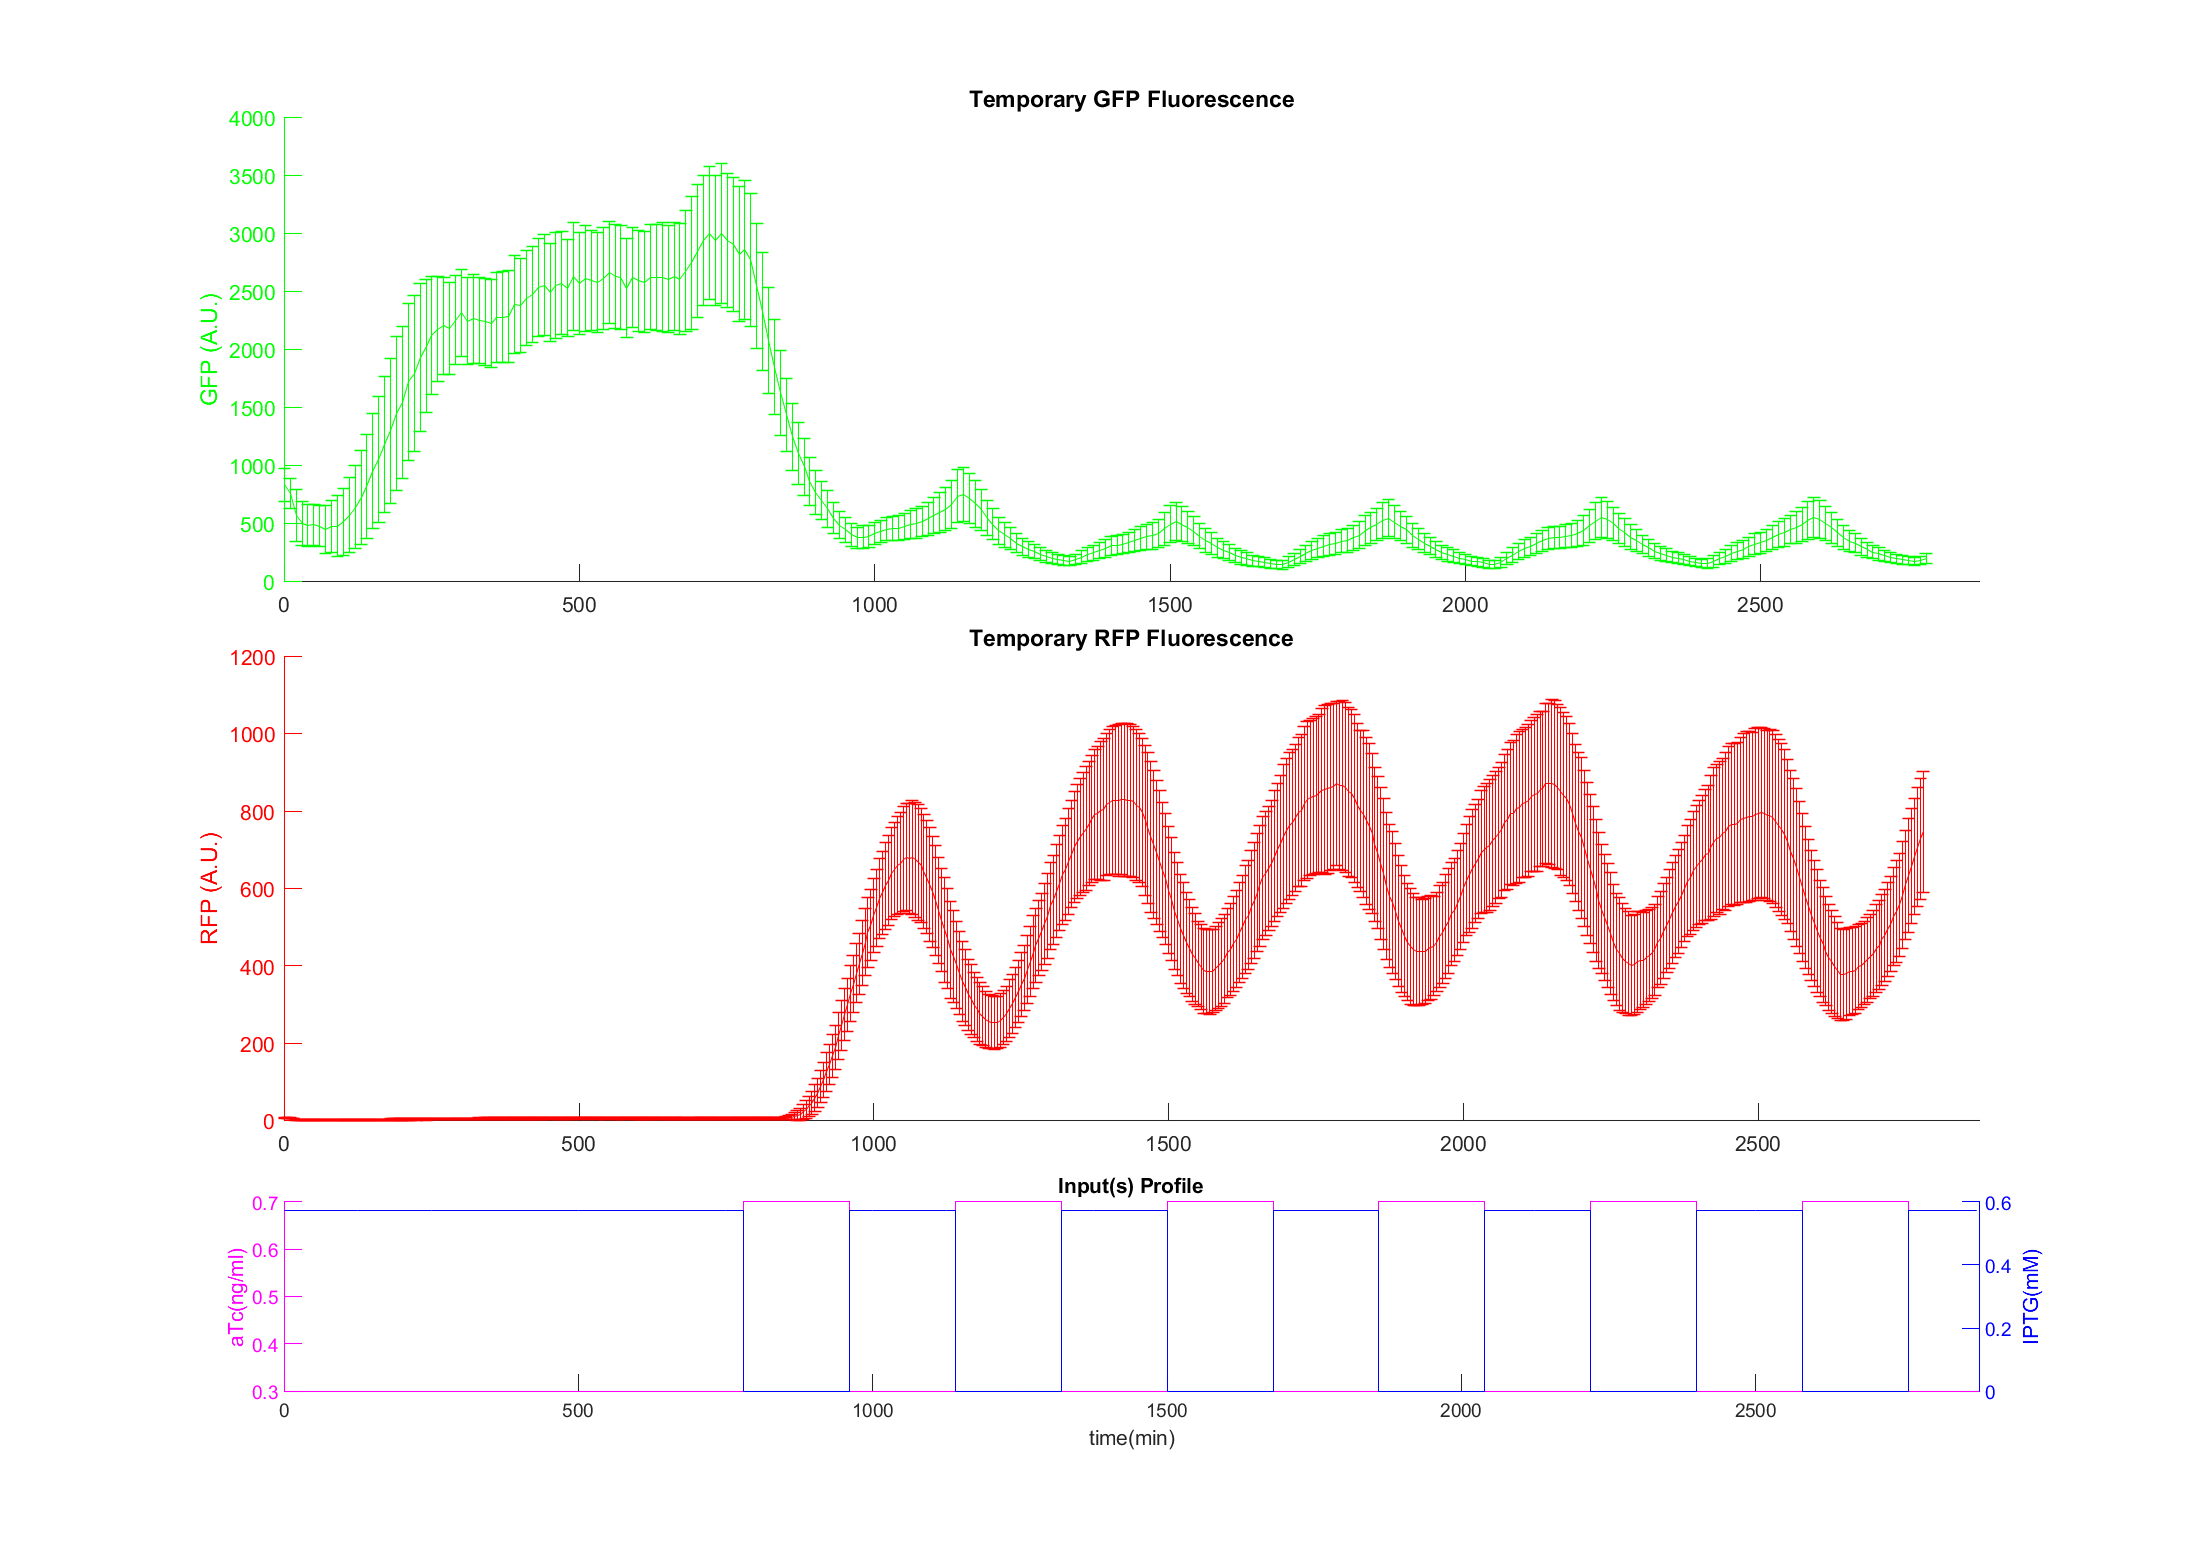 Temporary GFP Fluorescence
4000
3500
3000
2500
2000
1500
1000
500
0
GFP (A.U.)
0 500 1000 1500 2000 2500
Temporary RFP Fluorescence
1200
1000
800
600
400
200
0
RFP (A.U.)
0 500 1000 1500 2000 2500
Input(s) Profile
0.7
0.6
0.5
0.4
0.3
aTc(ng/ml)
0.6
0.4
0.2
0
IPTG(mM)
0 500 1000 1500 2000 2500
time(min)